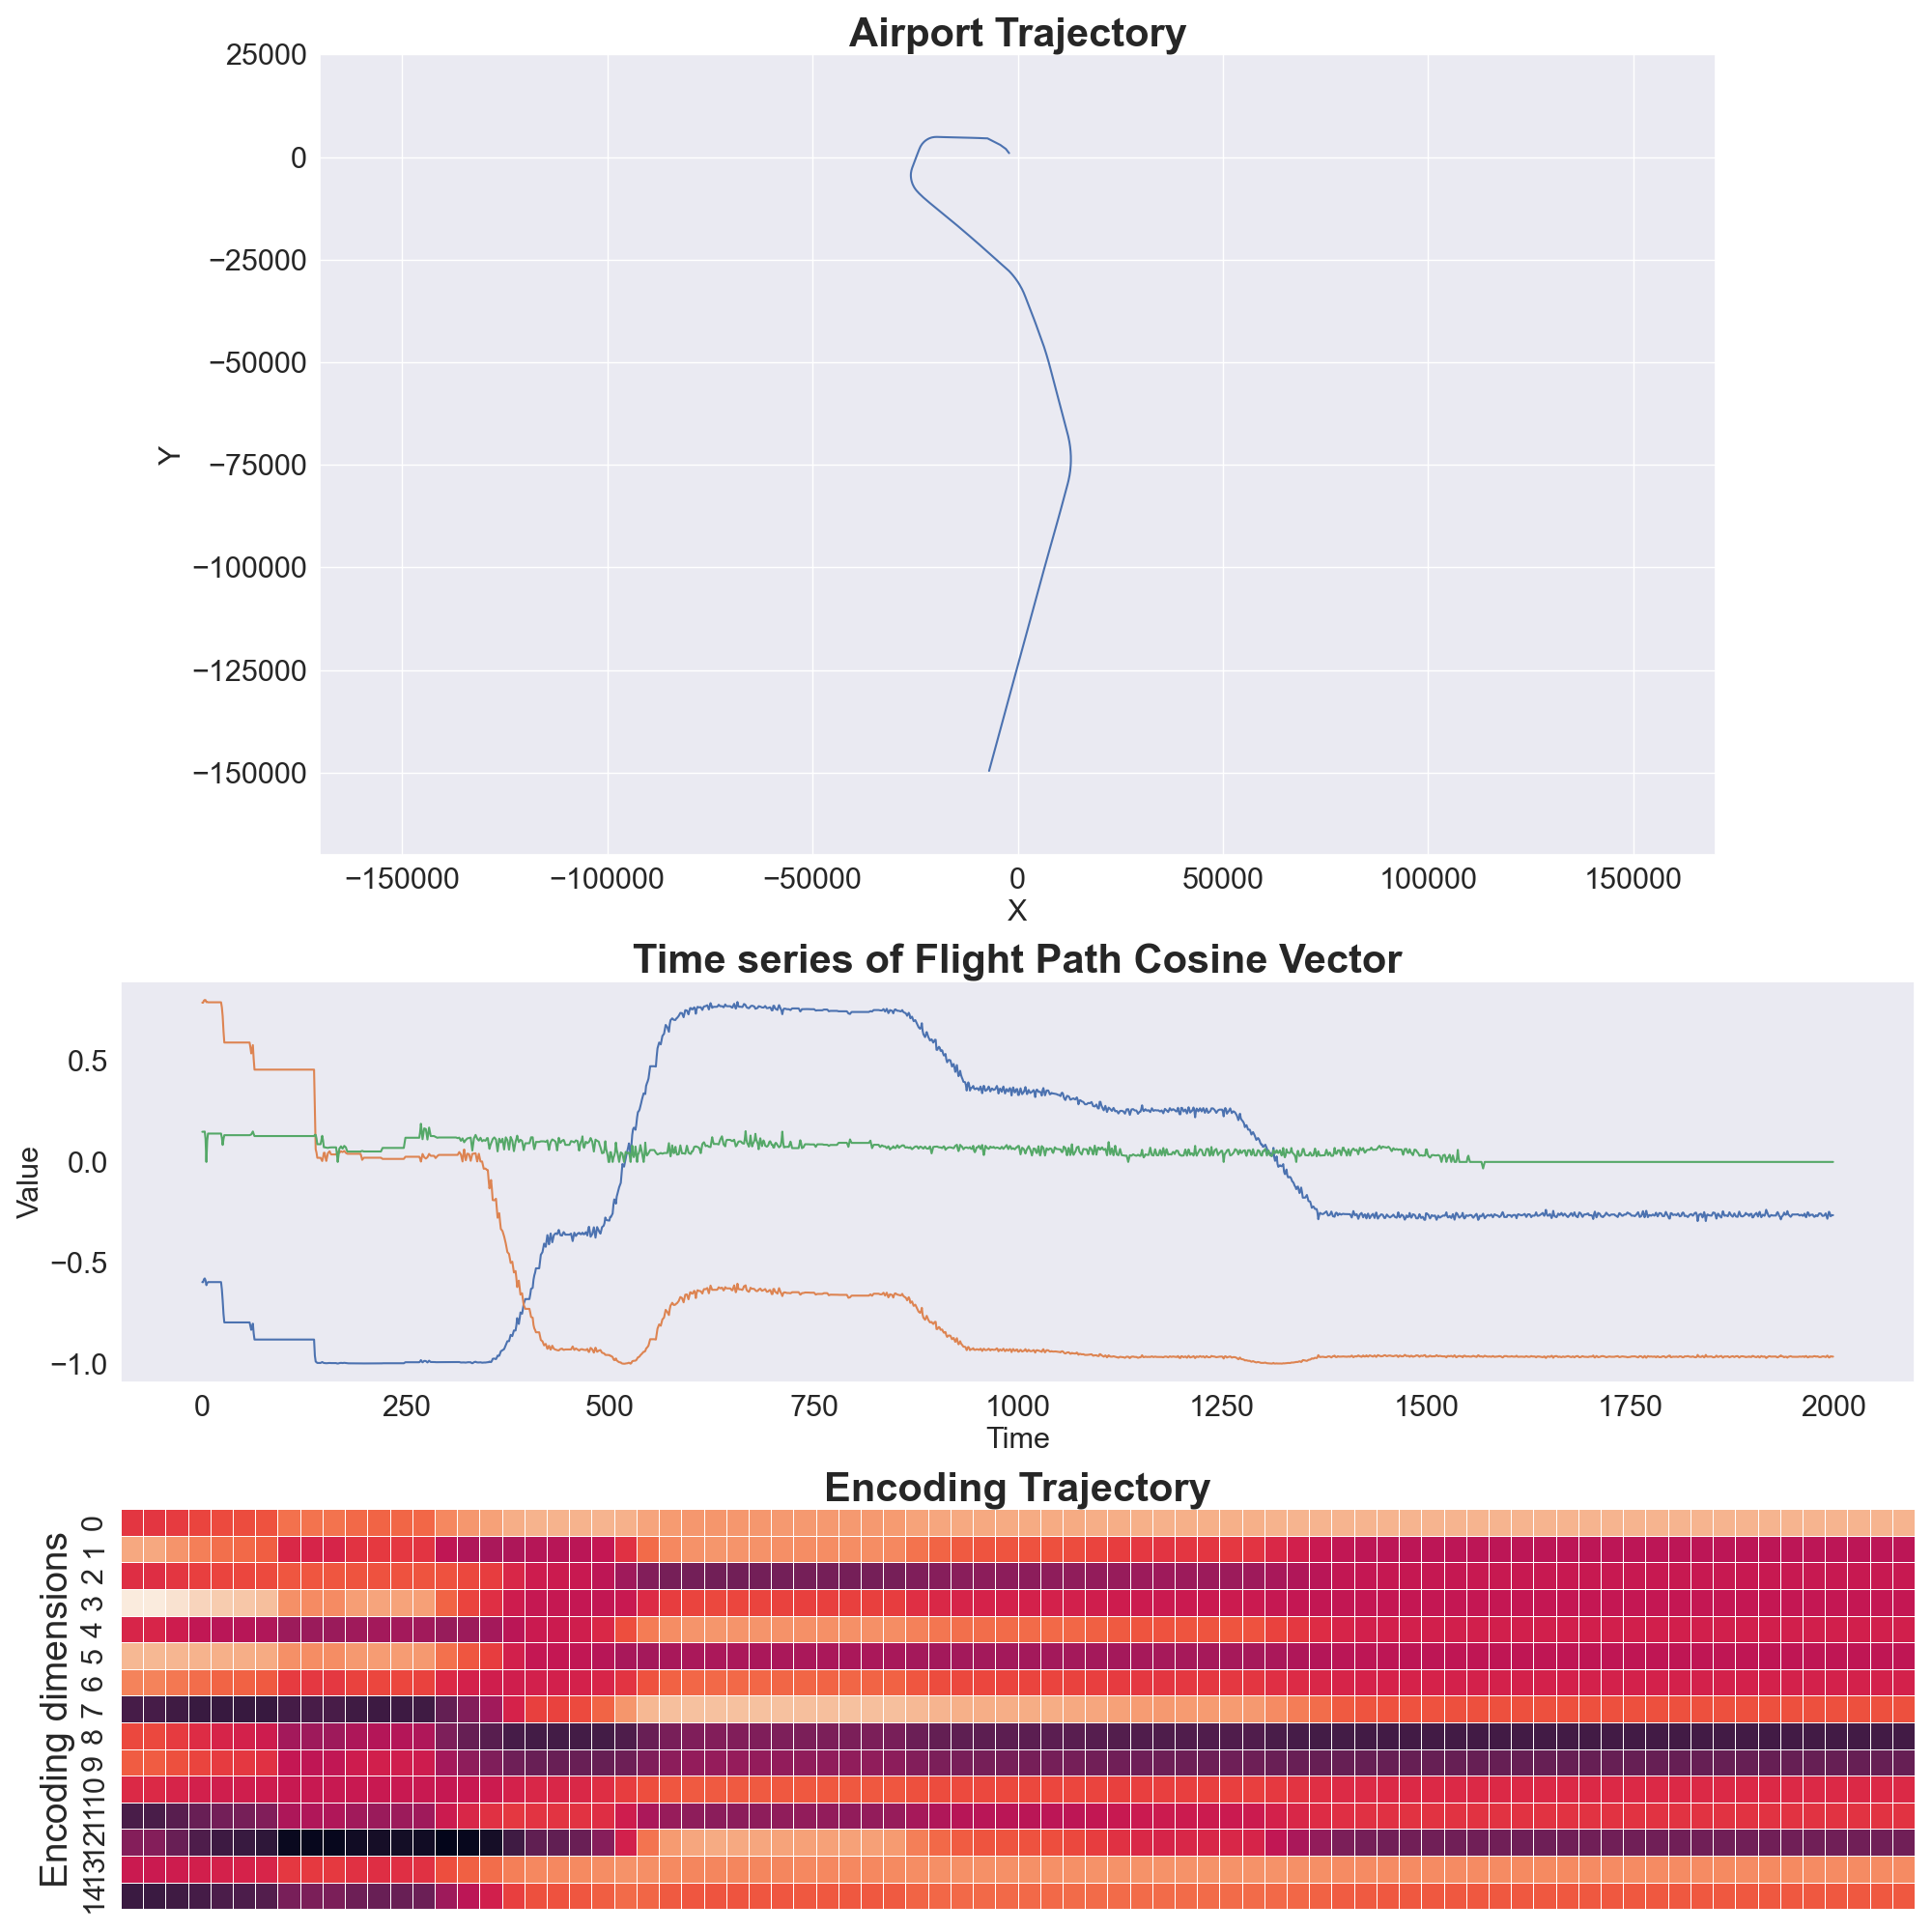 Airport Trajectory
25000
0
−25000
−50000
−75000
−100000
−125000
−150000
Y
−150000 −100000 −50000 0 50000 100000 150000
X
Time series of Flight Path Cosine Vector
0.5
0.0
−0.5
−1.0
Value
0 250 500 750 1000 1250 1500 1750 2000
Time
Encoding Trajectory
Encoding dimensions
0
1
2
3
4
5
6
7
8
9
10
11
12
13
14